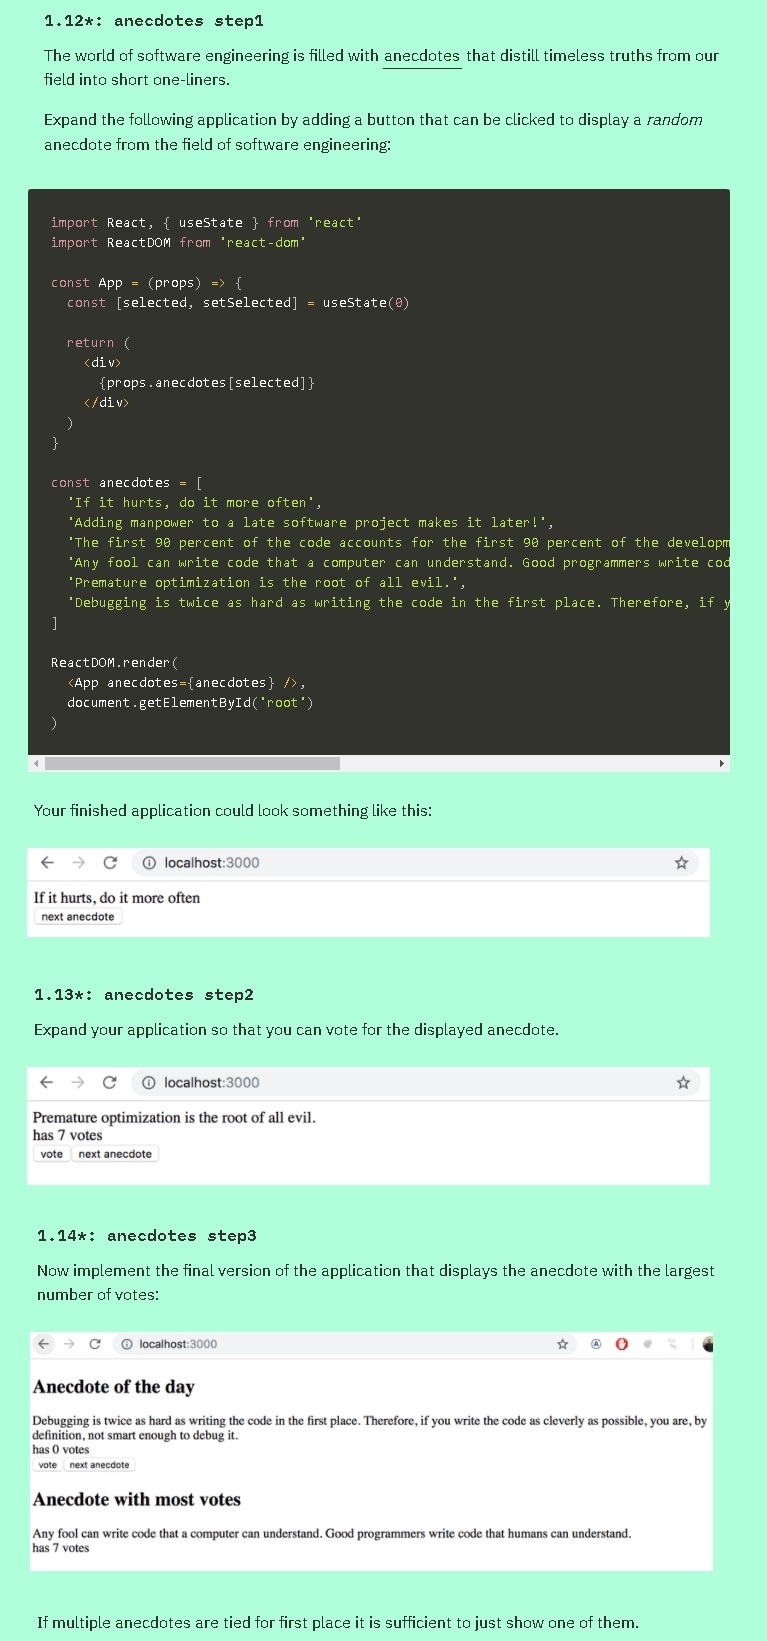 1.12*: anecdotes step1
The world of software engineering is filled with anecdotes that distill timeless truths from our
field into short one-liners.
Expand the following application by adding a button that can be clicked to display a random
anecdote from the field of software engineering:
import React, { useState } from 'react'
import ReactDOM from 'react-dom'
const App = (props) => {
const [selected, setSelected] = useState(0)
return (
<div>
{props.anecdotes[selected]}
</div>
)
}
const anecdotes = [
'If it hurts, do it more often',
'Adding manpower to a late software project makes it later!',
'The first 90 percent of the code accounts for the first 90 percent of the developm
'Any fool can write code that a computer can understand. Good programmers write cod
'Premature optimization is the root of all evil.',
'Debugging is twice as hard as writing the code in the first place. Therefore, if y
]
ReactDOM.render(
<App anecdotes={anecdotes} />,
document.getElementById('root')
)
Your finished application could look something like this:
localhost:3000
If it hurts, do it more often
next anecdote
1.13*: anecdotes step2
Expand your application so that you can vote for the displayed anecdote.
localhost:3000
Premature optimization is the root of all evil.
has 7 votes
vote next anecdote
1.14*: anecdotes step3
Now implement the final version of the application that displays the anecdote with the largest
number of votes:
localhost:3000
Anecdote of the day
Debugging is twice as hard as writing the code in the first place. Therefore, if you write the code as cleverly as possible, you are, by
definition, not smart enough to debug it.
has 0 votes
vote next anecdote
Anecdote with most votes
Any fool can write code that a computer can understand. Good programmers write code that humans can understand.
has 7 votes
If multiple anecdotes are tied for first place it is sufficient to just show one of them.